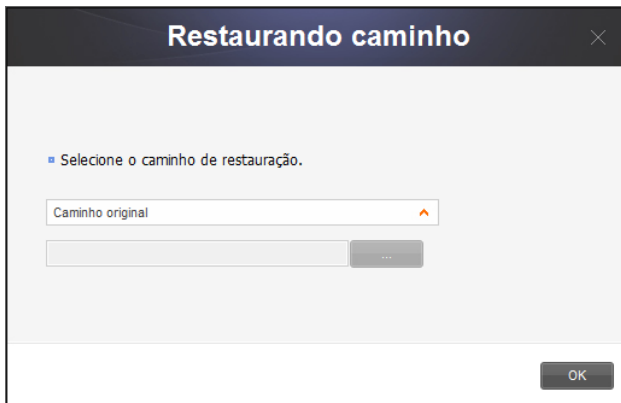 Restaurando caminho
Selecione o caminho de restauração.
Caminho original
...
OK